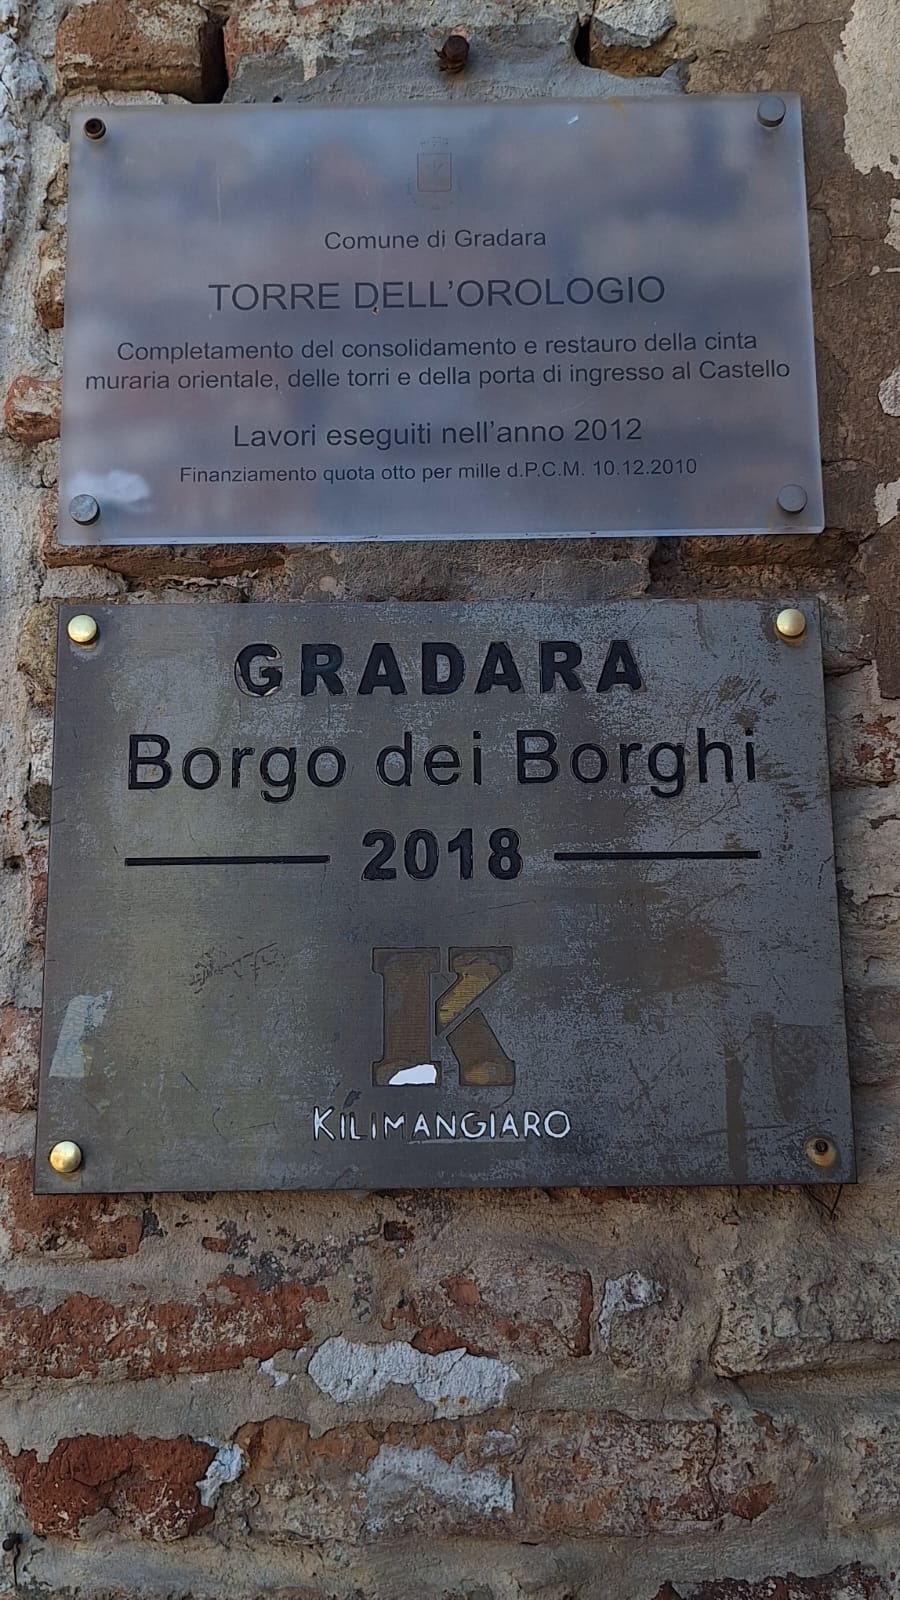 Comune di Gradara
TORRE DELL'OROLOGIO
Completamento del consolidamento e restauro della cinta
muraria orientale, delle torri e della porta di ingresso al Castello
Lavori eseguiti nell'anno 2012
Finanziamento quota otto per mille d.P.C.M. 10.12.2010
GRADARA
Borgo dei Borghi
2018
K
KILIMANGIARO